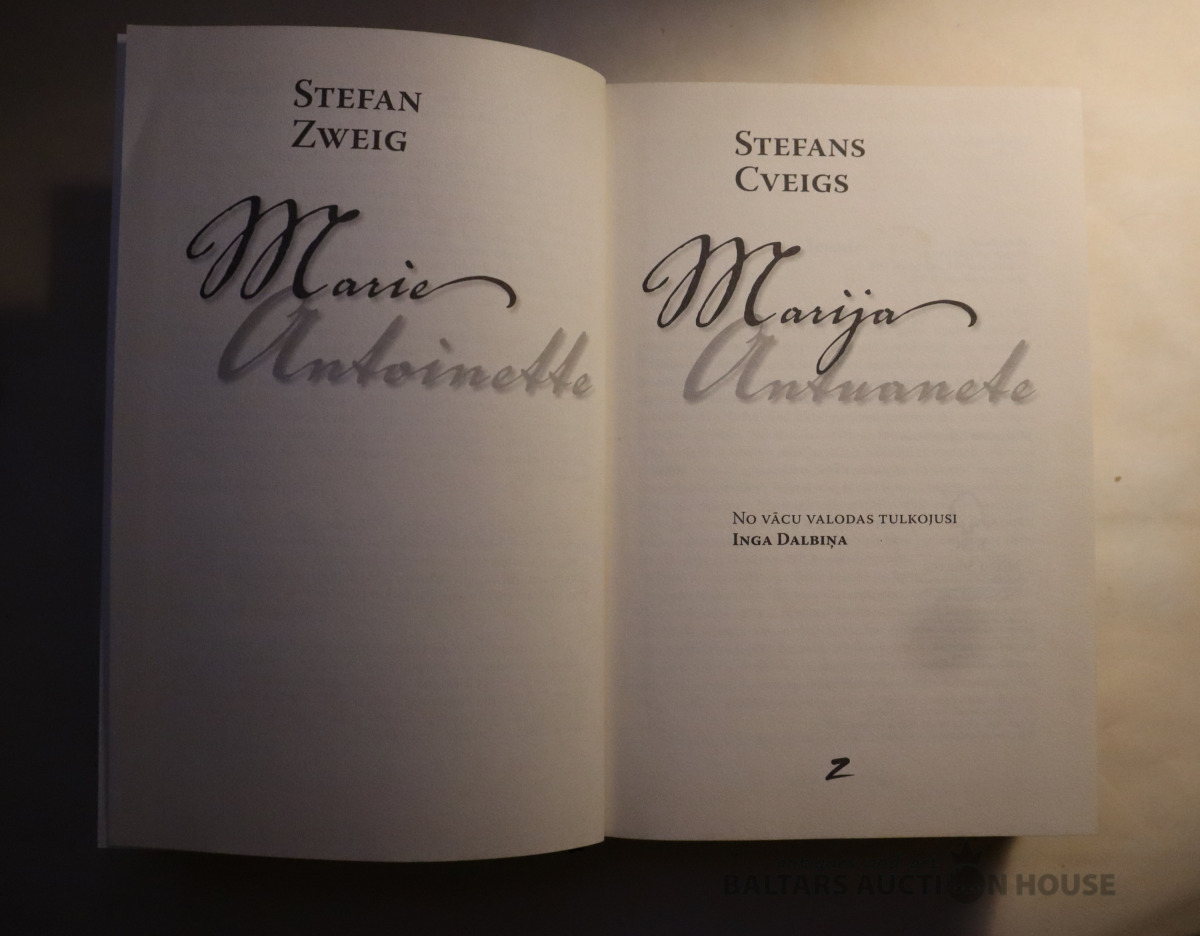 STEFAN
ZWEIG
Marie
Antoinette
STEFANS
CVEIGS
Marija
Antuanete
NO VĀCU VALODAS TULKOJUSI
INGA DALBIŅA
Z
BALTARS AUCTION HOUSE